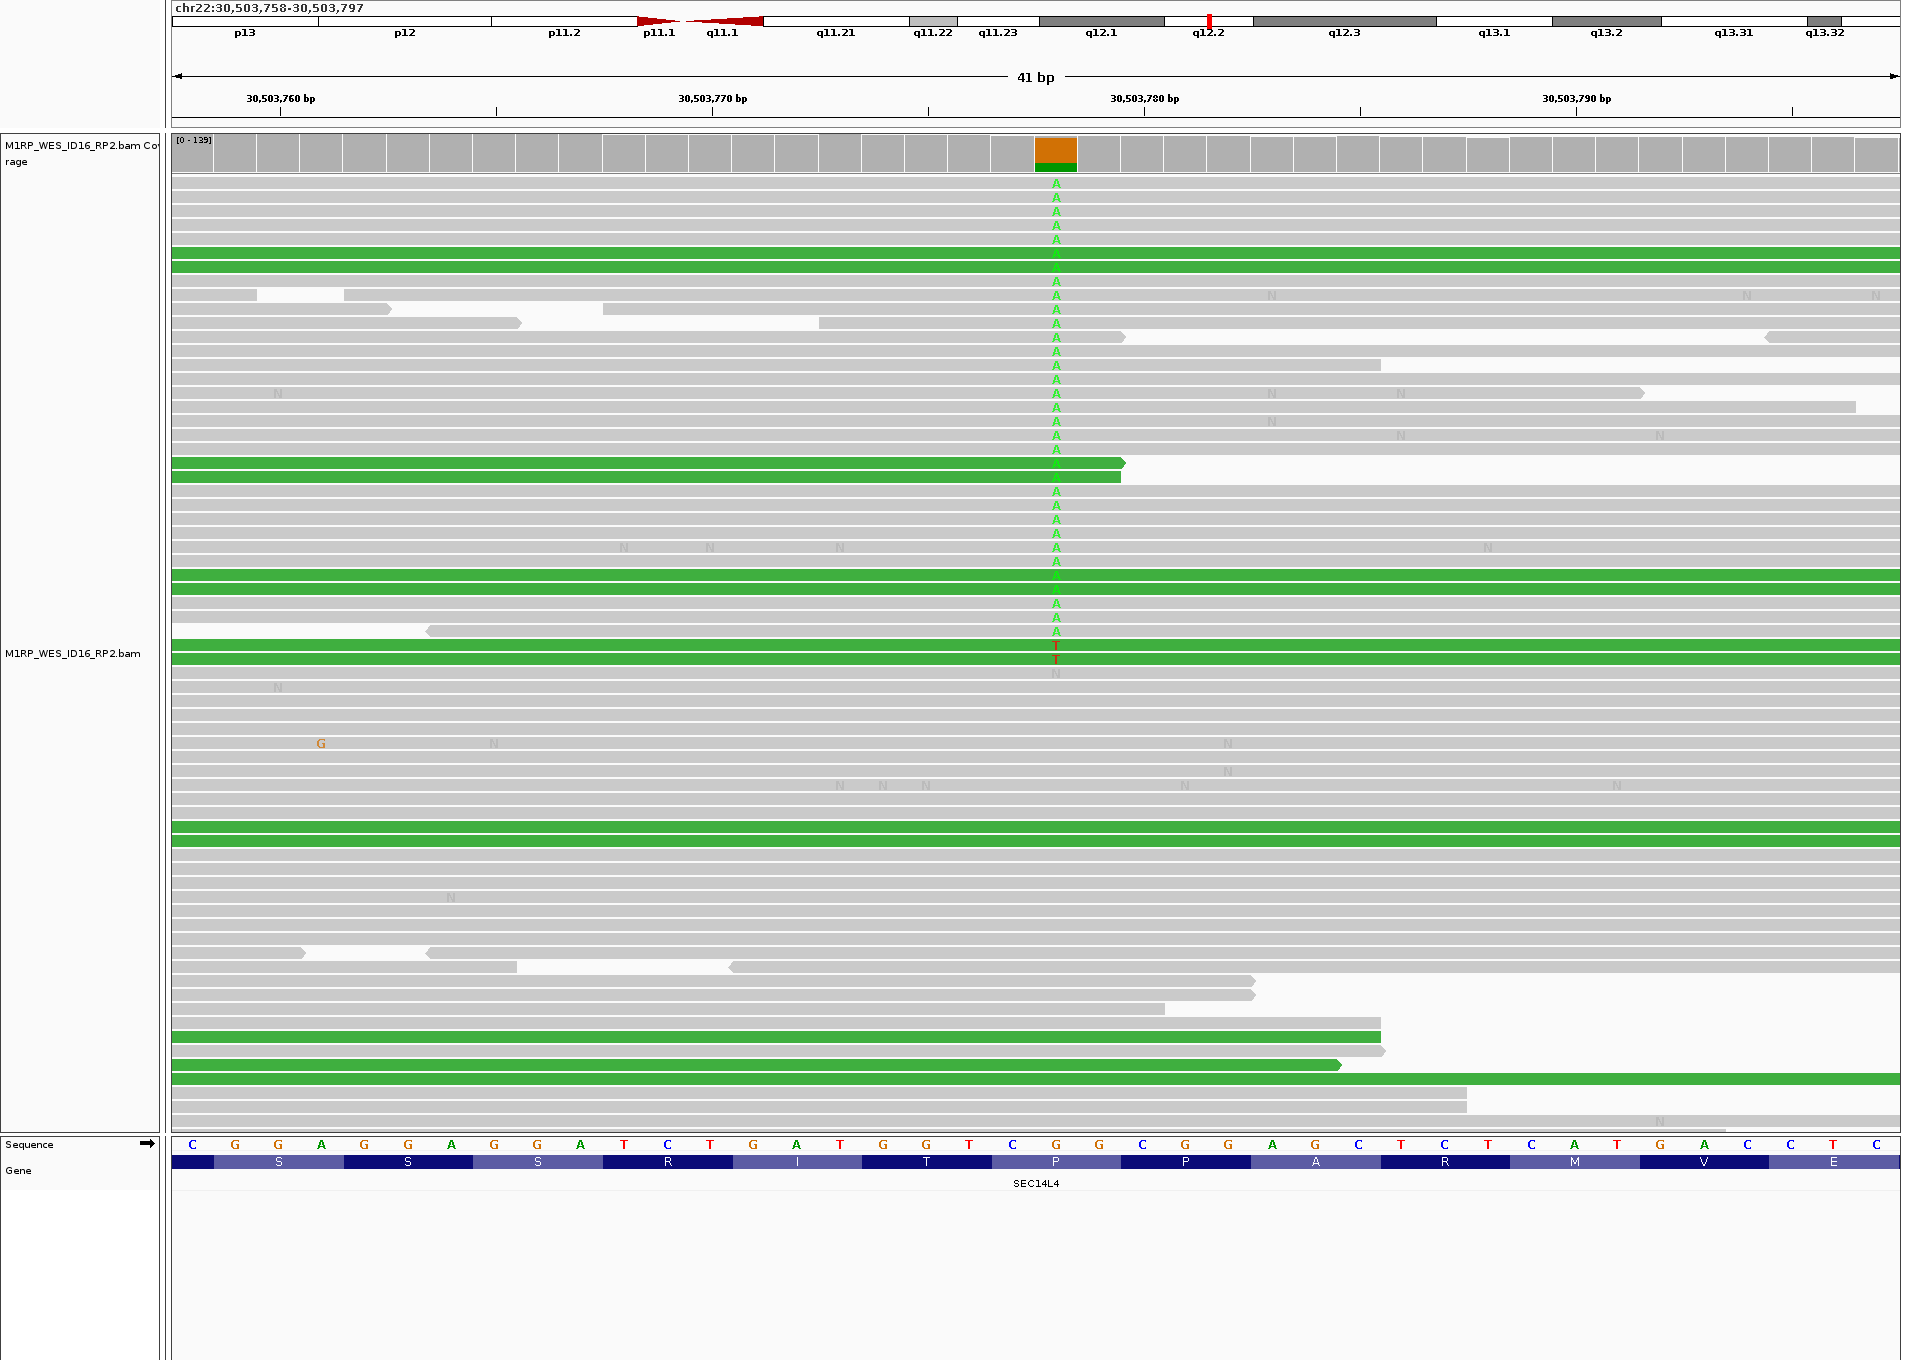 chr22:30,503,758-30,503,797
p13 p12 p11.2 p11.1 q11.1 q11.21 q11.22 q11.23 q12.1 q12.2 q12.3 q13.1 q13.2 q13.31 q13.32
41 bp
30,503,760 bp 30,503,770 bp 30,503,780 bp 30,503,790 bp
M1RP_WES_ID16_RP2.bam Co
rage
[0 - 139]
A
A
A
A
A
A
A
A
A N N N
A
A
A
A
A
A
N A N N
A
A N
A N N
A
A
A
A
A
A
A
N N N A N
A
A
A
A
A
A
T
M1RP_WES_ID16_RP2.bam
T
N
N
G N N
N
N N N N N
N
N
Sequence C G G A G G A G G A T C T G A T G G T C G G C G G A G C T C T C A T G A C C T C
Gene S S S R I T P P A R M V E
SEC14L4